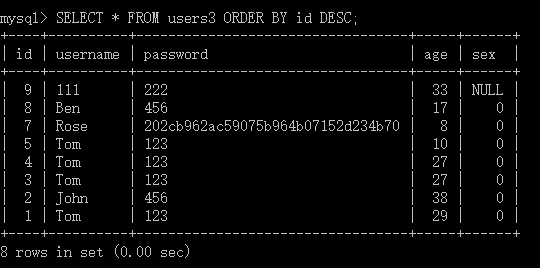 mysql> SELECT * FROM users3 ORDER BY id DESC;
+----+----------+----------------------------------+-----+------+
| id | username | password | age | sex |
+----+----------+----------------------------------+-----+------+
| 9 | 111 | 222 | 33 | NULL |
| 8 | Ben | 456 | 17 | 0 |
| 7 | Rose | 202cb962ac59075b964b07152d234b70 | 8 | 0 |
| 5 | Tom | 123 | 10 | 0 |
| 4 | Tom | 123 | 27 | 0 |
| 3 | Tom | 123 | 27 | 0 |
| 2 | John | 456 | 38 | 0 |
| 1 | Tom | 123 | 29 | 0 |
+----+----------+----------------------------------+-----+------+
8 rows in set (0.00 sec)